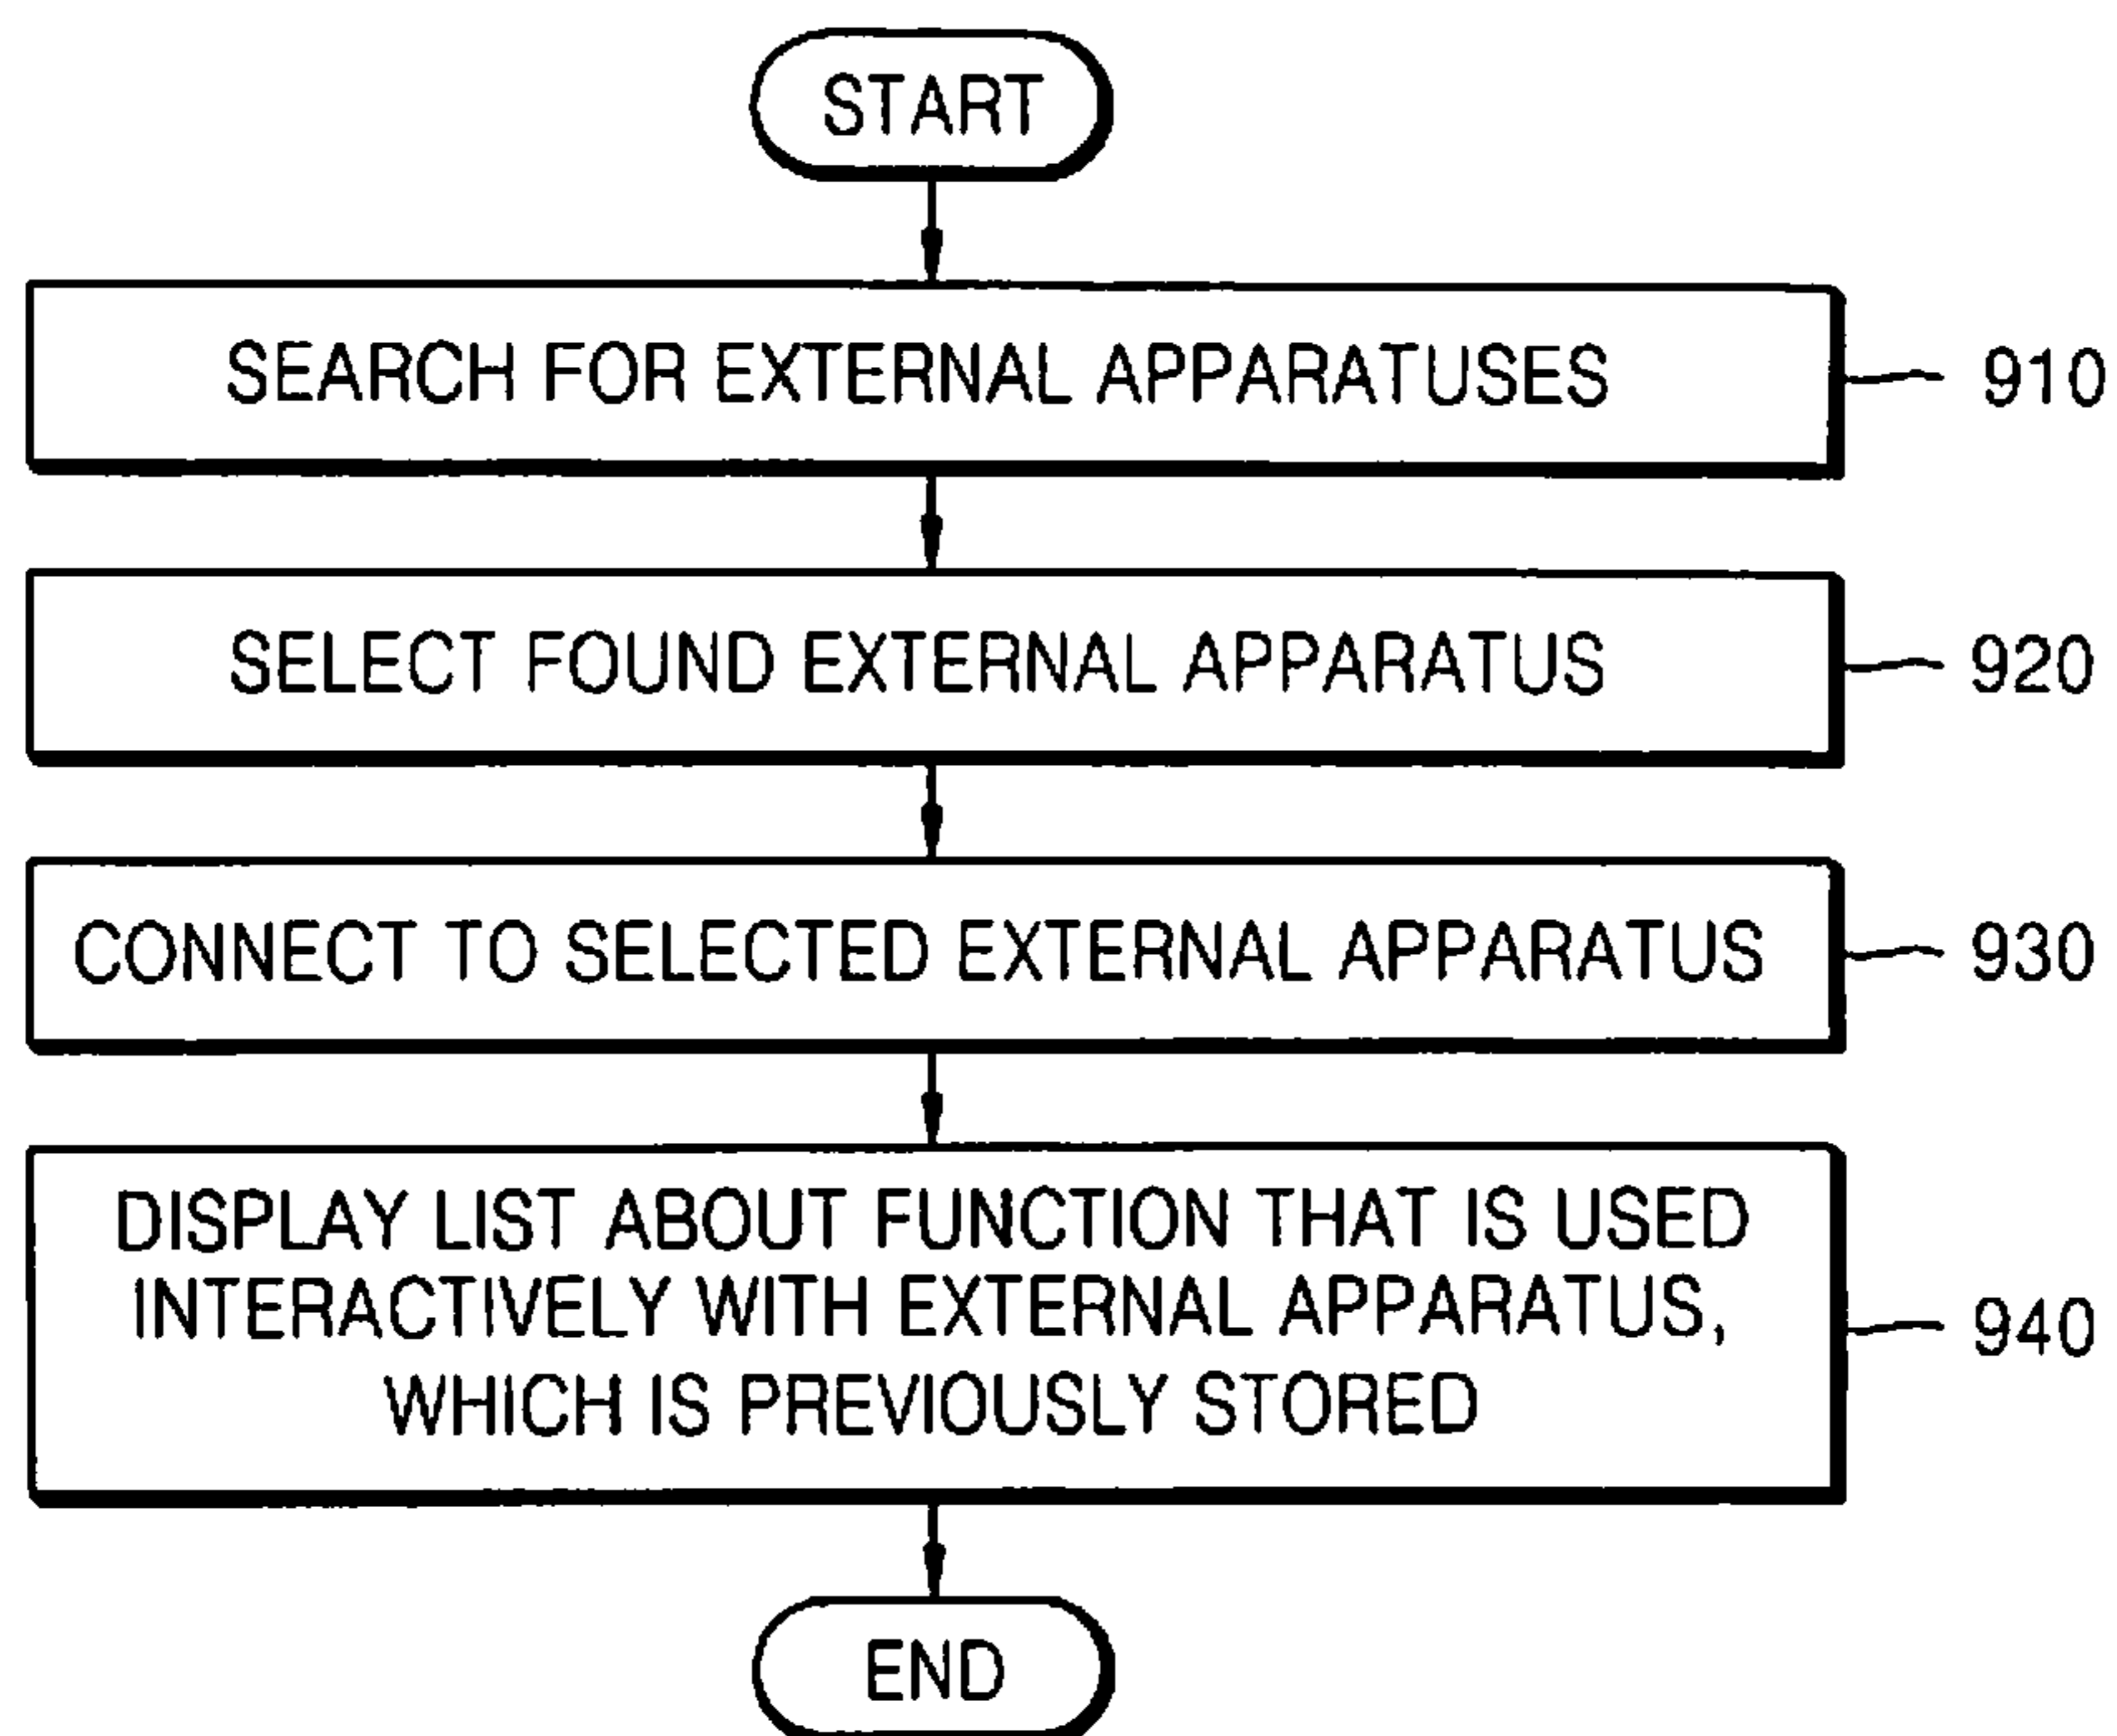 START
SEARCH FOR EXTERNAL APPARATUSES
910
SELECT FOUND EXTERNAL APPARATUS
920
CONNECT TO SELECTED EXTERNAL APPARATUS
930
DISPLAY LIST ABOUT FUNCTION THAT IS USED
INTERACTIVELY WITH EXTERNAL APPARATUS,
WHICH IS PREVIOUSLY STORED
940
END